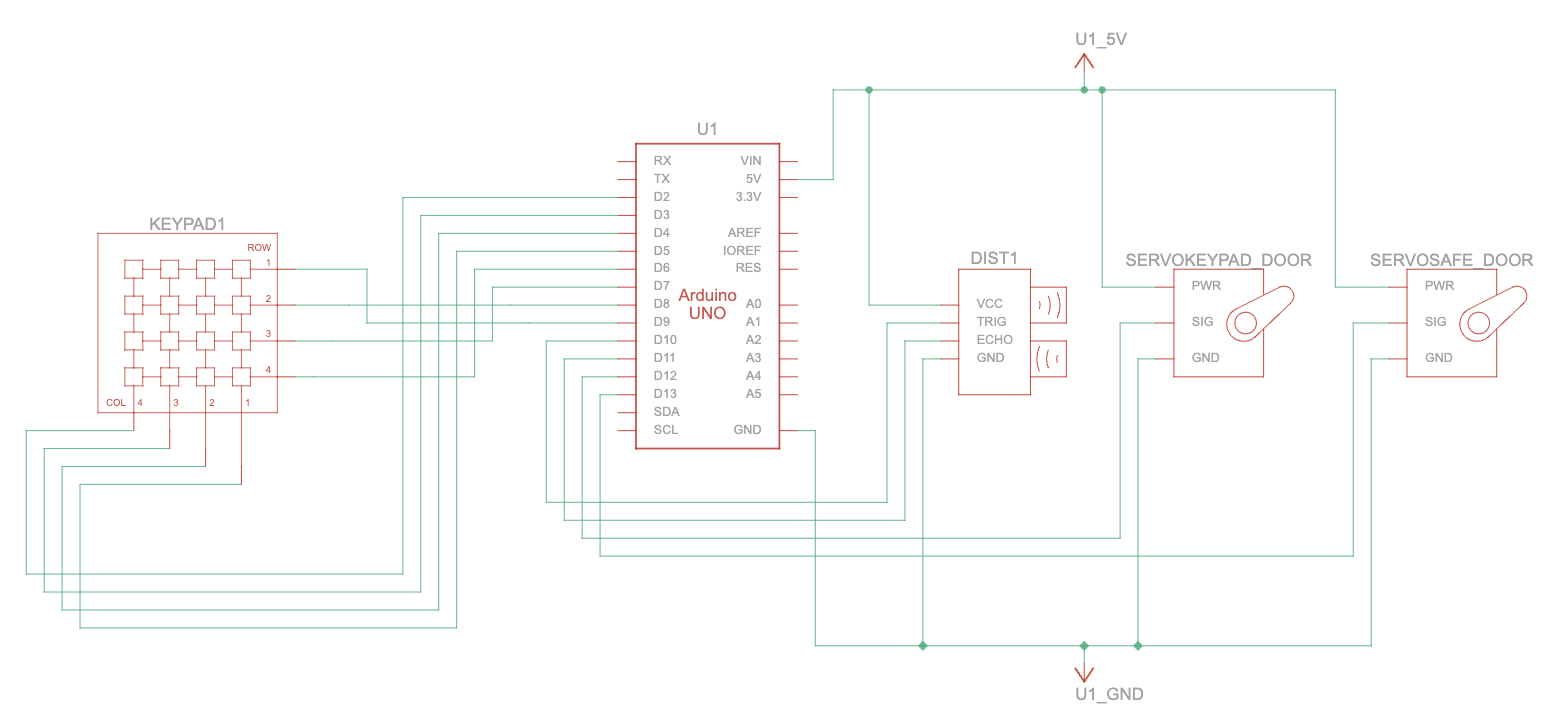 U1_5V
U1
RX VIN
TX 5V
D2 3.3V
D3
D4 AREF
D5 IOREF
D6 RES
D7
D8 A0
D9 A1
D10 A2
D11 A3
D12 A4
D13 A5
SDA
SCL GND
Arduino
UNO
KEYPAD1
ROW
1
2
3
4
COL 4 3 2 1
DIST1
VCC
TRIG
ECHO
GND
SERVOKEYPAD_DOOR
PWR
SIG
GND
SERVOSAFE_DOOR
PWR
SIG
GND
U1_GND